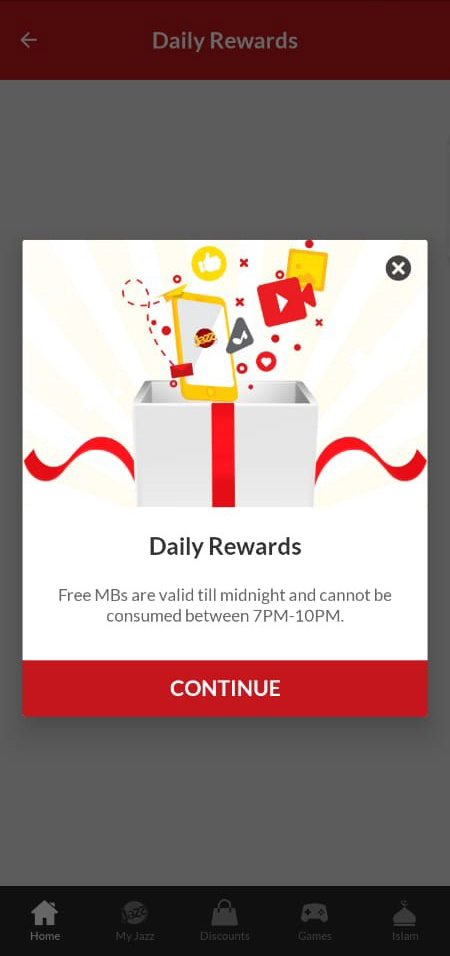 Daily Rewards
Jazz
Daily Rewards
Free MBs are valid till midnight and cannot be
consumed between 7PM-10PM.
CONTINUE
Jazz
Home
My Jazz
Discounts
Games
Islam